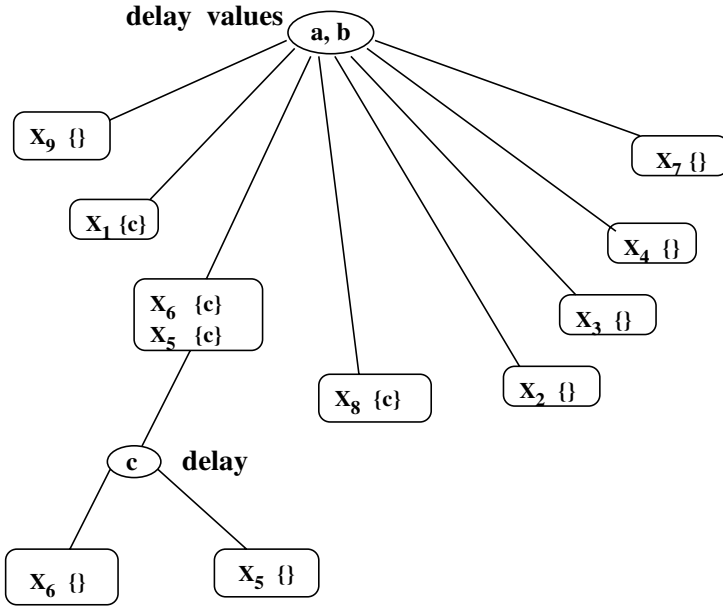 delay values
a, b
X9 {}
X7 {}
X1 {c}
X4 {}
X6 {c}
X5 {c}
X3 {}
X8 {c}
X2 {}
c
delay
X6 {}
X5 {}